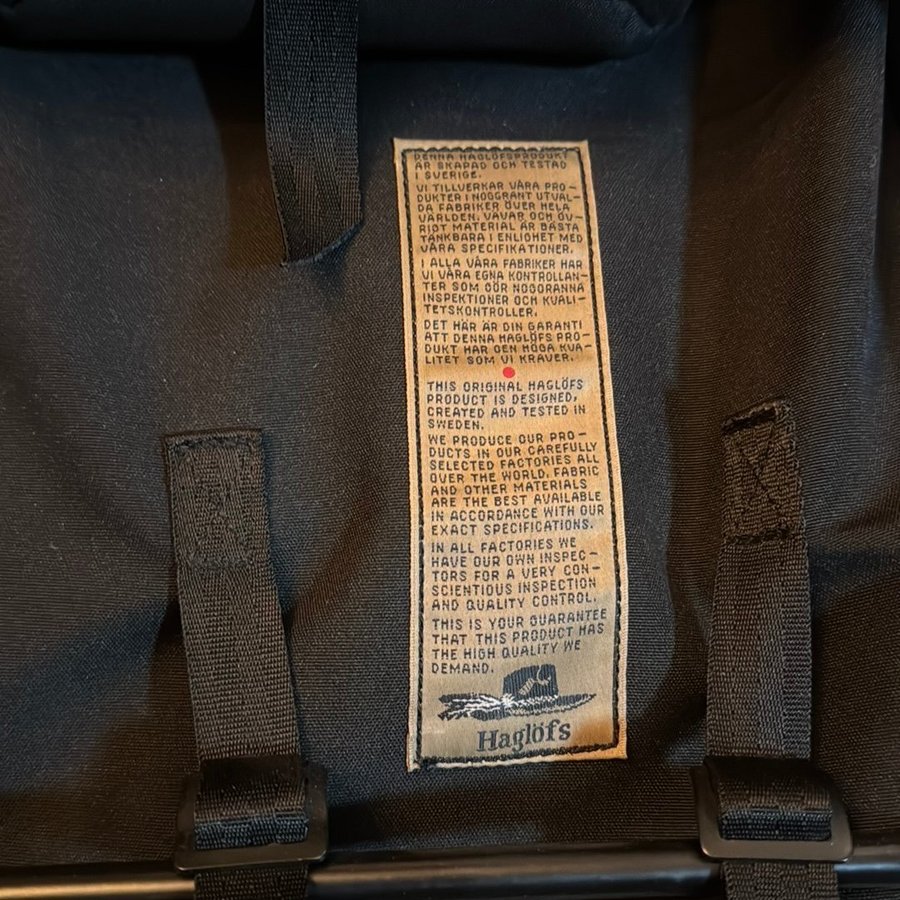 DENNA HAGLÖFSPRODUKT
ÄR SKAPAD OCH TESTAD
I SVERIGE.
VI TILLVERKAR VÅRA PRO-
DUKTER I NOGGRANT UTVAL-
DA FABRIKER ÖVER HELA
VÄRLDEN. VÄVAR OCH ÖV-
RIGT MATERIAL ÄR BÄSTA
TÄNKBARA I ENLIGHET MED
VÅRA SPECIFIKATIONER.
I ALLA VÅRA FABRIKER HAR
VI VÅRA EGNA KONTROLLAN-
TER SOM GÖR NOGGRANNA
INSPEKTIONER OCH KVALI-
TETSKONTROLLER.
DET HÄR ÄR DIN GARANTI
ATT DENNA HAGLÖFS PRO-
DUKT HAR DEN HÖGA KVA-
LITET SOM VI KRÄVER.
THIS ORIGINAL HAGLÖFS
PRODUCT IS DESIGNED,
CREATED AND TESTED IN
SWEDEN.
WE PRODUCE OUR PRO-
DUCTS IN OUR CAREFULLY
SELECTED FACTORIES ALL
OVER THE WORLD. FABRIC
AND OTHER MATERIALS
ARE THE BEST AVAILABLE
IN ACCORDANCE WITH OUR
EXACT SPECIFICATIONS.
IN ALL FACTORIES WE
HAVE OUR OWN INSPEC-
TORS FOR A VERY CON-
SCIENTIOUS INSPECTION
AND QUALITY CONTROL.
THIS IS YOUR GUARANTEE
THAT THIS PRODUCT HAS
THE HIGH QUALITY WE
DEMAND.
Haglöfs